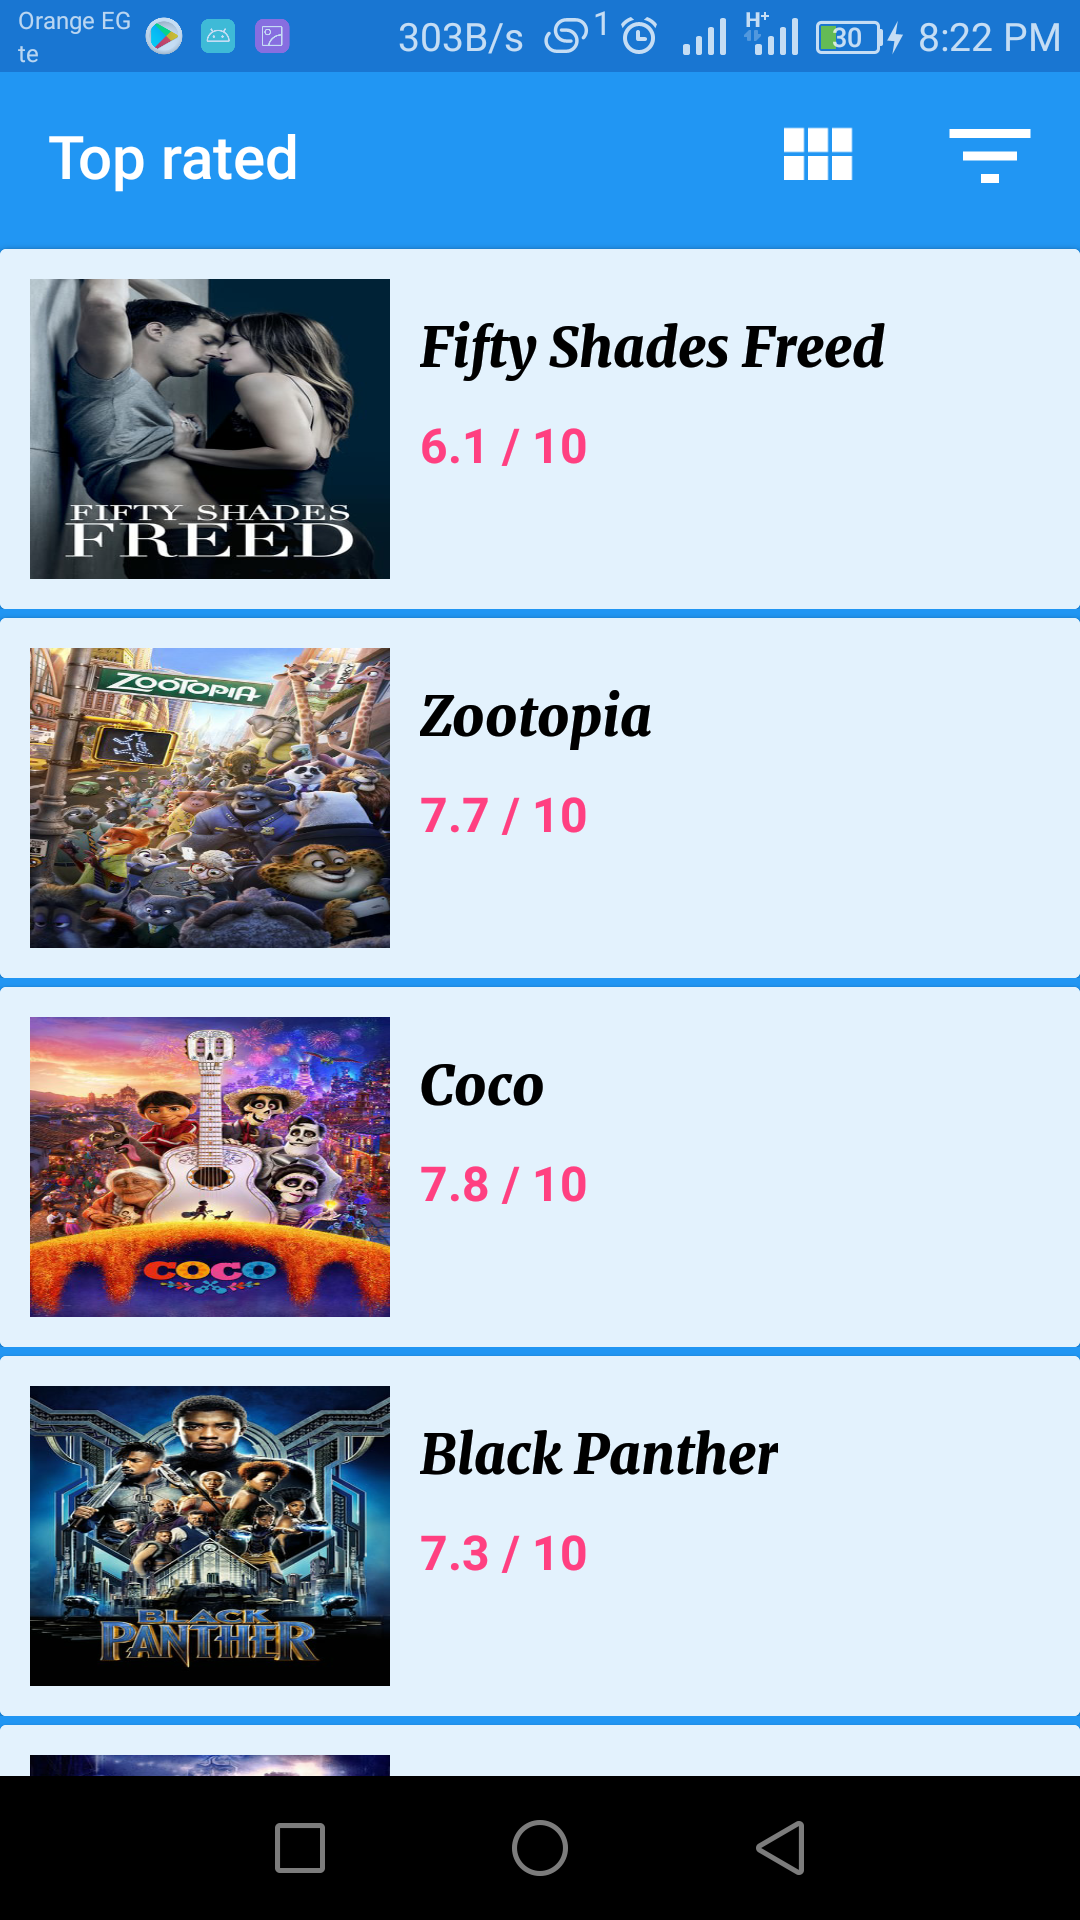 Orange EG
te
303B/s
1
H+
30
8:22 PM
Top rated
FIFTY SHADES
FREED
Fifty Shades Freed
6.1 / 10
ZOOTOPIA
Zootopia
7.7 / 10
COCO
Coco
7.8 / 10
BLACK
PANTHER
Black Panther
7.3 / 10